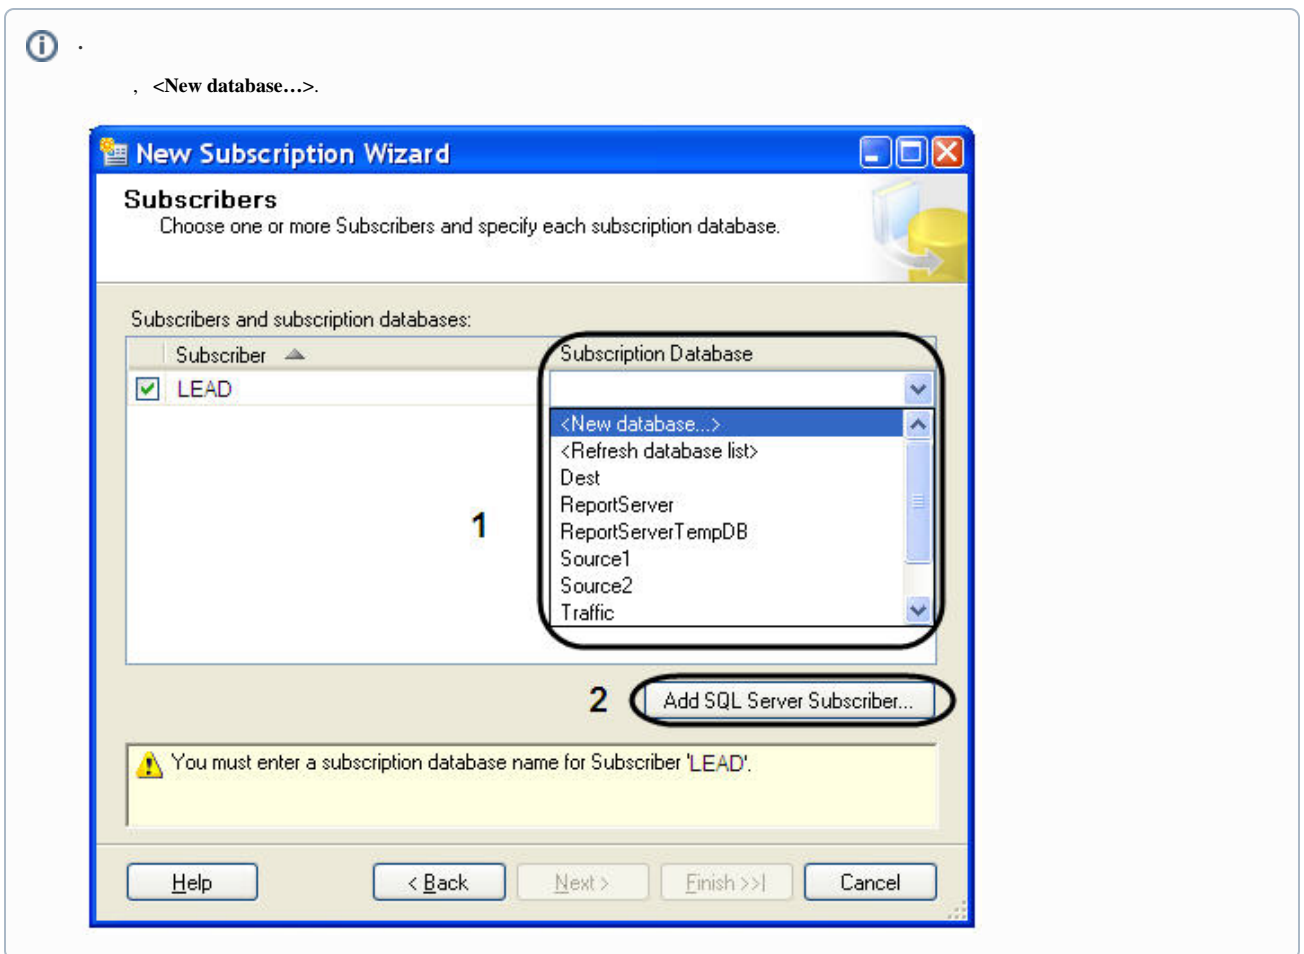 .
, <New database…>.
New Subscription Wizard
Subscribers
Choose one or more Subscribers and specify each subscription database.
Subscribers and subscription databases:
Subscriber
Subscription Database
LEAD
<New database...>
<Refresh database list>
Dest
ReportServer
ReportServerTempDB
Source1
Source2
Traffic
1
2
Add SQL Server Subscriber...
You must enter a subscription database name for Subscriber 'LEAD'.
Help
< Back
Next >
Finish >>|
Cancel